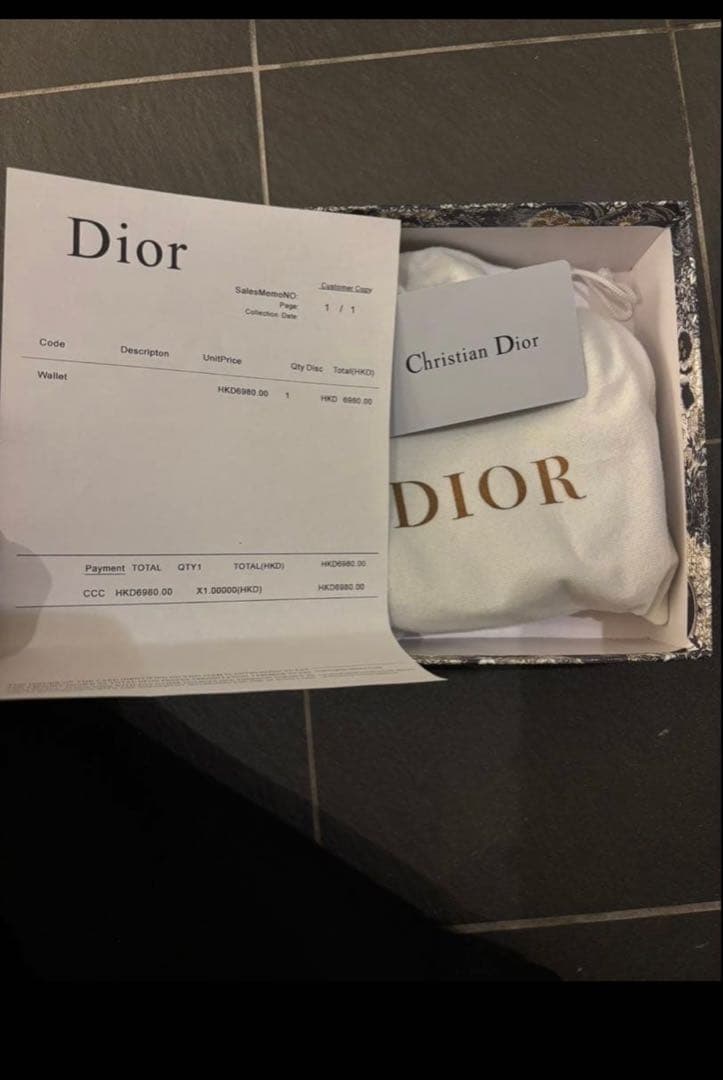 Dior
Customer Copy
SalesMemoNO:
Page: 1 / 1
Collection Date:
Code Descripton UnitPrice Qty Disc Total(HKD)
Wallet HKD6980.00 1 HKD 6980.00
Payment TOTAL QTY1 TOTAL(HKD) HKD6980.00
CCC HKD6980.00 X1.00000(HKD) HKD6980.00
Christian Dior
DIOR